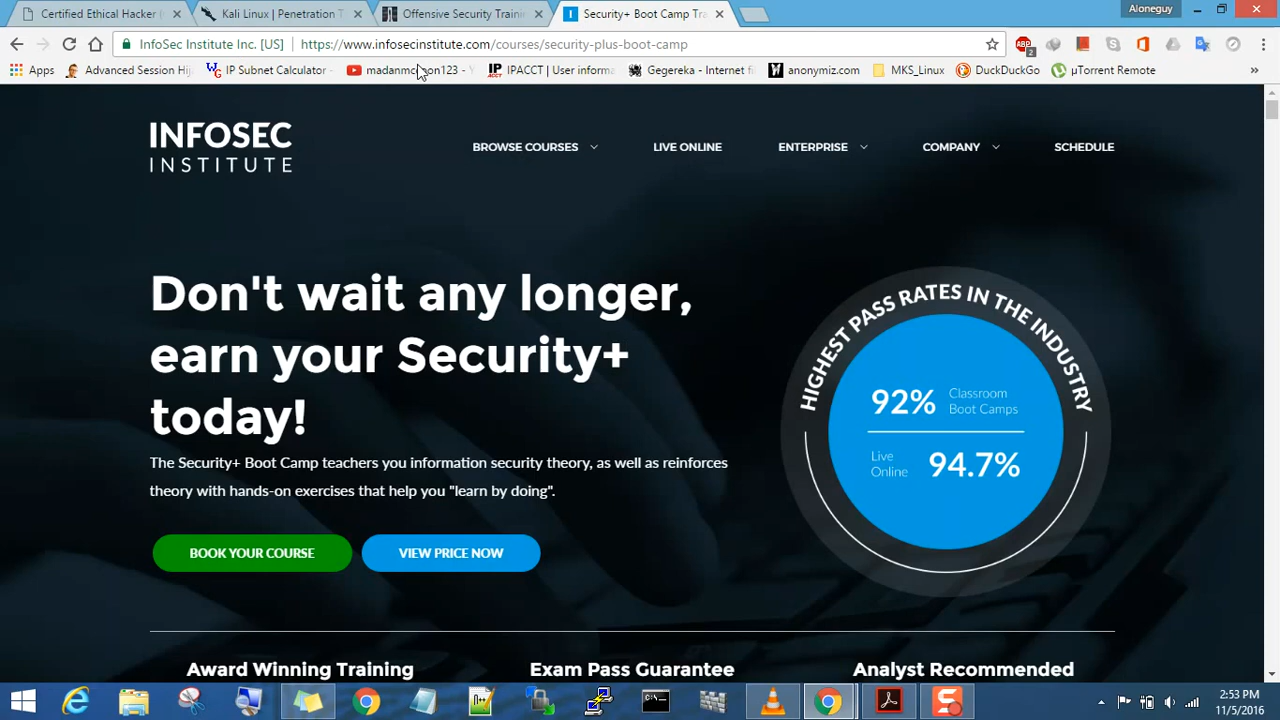 Certified Ethical Hacker
Kali Linux | Penetration T
Offensive Security Trainin
Security+ Boot Camp Tra
Aloneguy
InfoSec Institute Inc. [US]
https://www.infosecinstitute.com/courses/security-plus-boot-camp
2
Apps
Advanced Session Hij
IP Subnet Calculator -
IPACCT | User informa
Gegereka - Internet fi
anonymiz.com
MKS_Linux
DuckDuckGo
µTorrent Remote
INFOSEC
INSTITUTE
BROWSE COURSES
LIVE ONLINE
ENTERPRISE
COMPANY
SCHEDULE
Don't wait any longer,
earn your Security+
today!
The Security+ Boot Camp teachers you information security theory, as well as reinforces
theory with hands-on exercises that help you "learn by doing".
BOOK YOUR COURSE
VIEW PRICE NOW
HIGHEST PASS RATES IN THE INDUSTRY
92% Classroom
Boot Camps
Live
Online 94.7%
Award Winning Training
Exam Pass Guarantee
Analyst Recommended
2:53 PM
11/5/2016